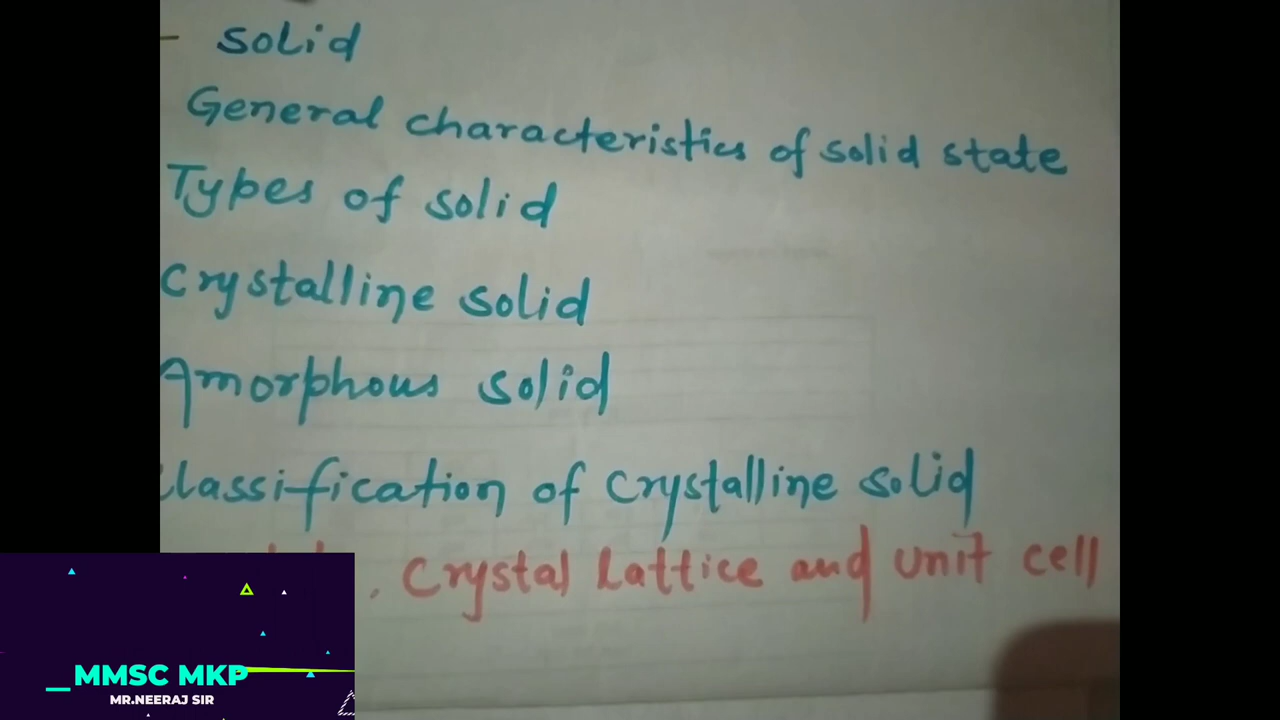 - Solid
General characteristics of solid state
Types of solid
Crystalline solid
Amorphous solid
Classification of Crystalline solid
. Crystal Lattice and Unit cell
_MMSC MKP
MR.NEERAJ SIR